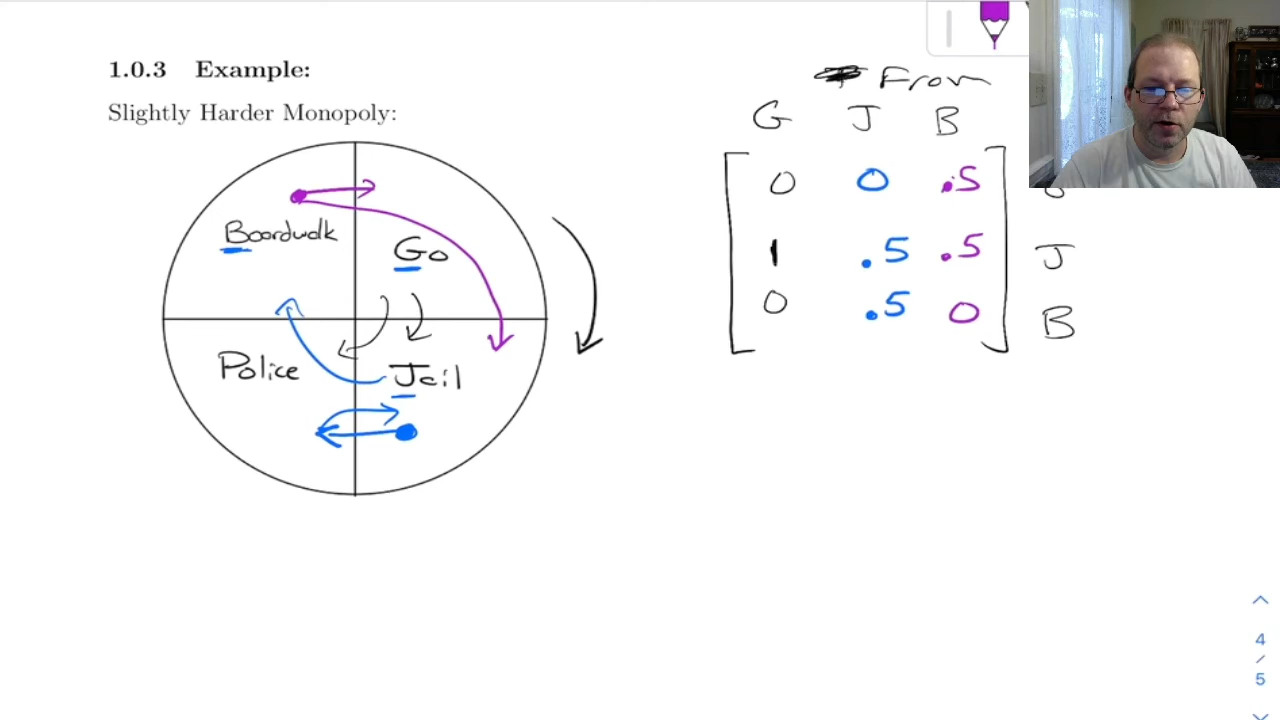 1.0.3 Example:
Slightly Harder Monopoly:
Boardwalk
Go
Police
Jail
From
G J B
0 0 .5
1 .5 .5 J
0 .5 0 B
4
/
5